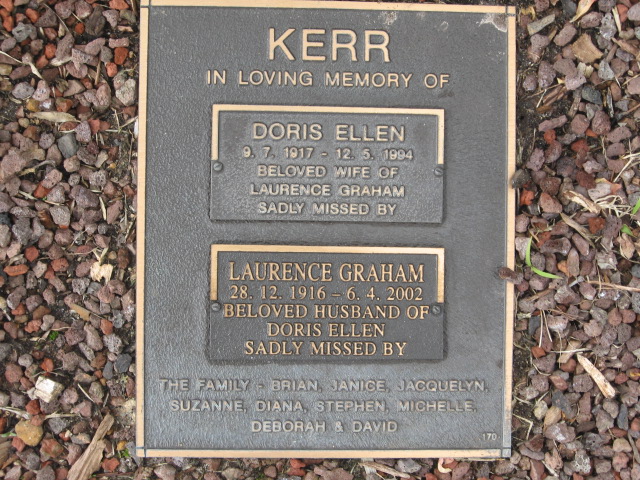 KERR
IN LOVING MEMORY OF
DORIS ELLEN
9. 7. 1917 - 12. 5. 1994
BELOVED WIFE OF
LAURENCE GRAHAM
SADLY MISSED BY
LAURENCE GRAHAM
28. 12. 1916 – 6. 4. 2002
BELOVED HUSBAND OF
DORIS ELLEN
SADLY MISSED BY
THE FAMILY - BRIAN, JANICE, JACQUELYN,
SUZANNE, DIANA, STEPHEN, MICHELLE,
DEBORAH & DAVID
170